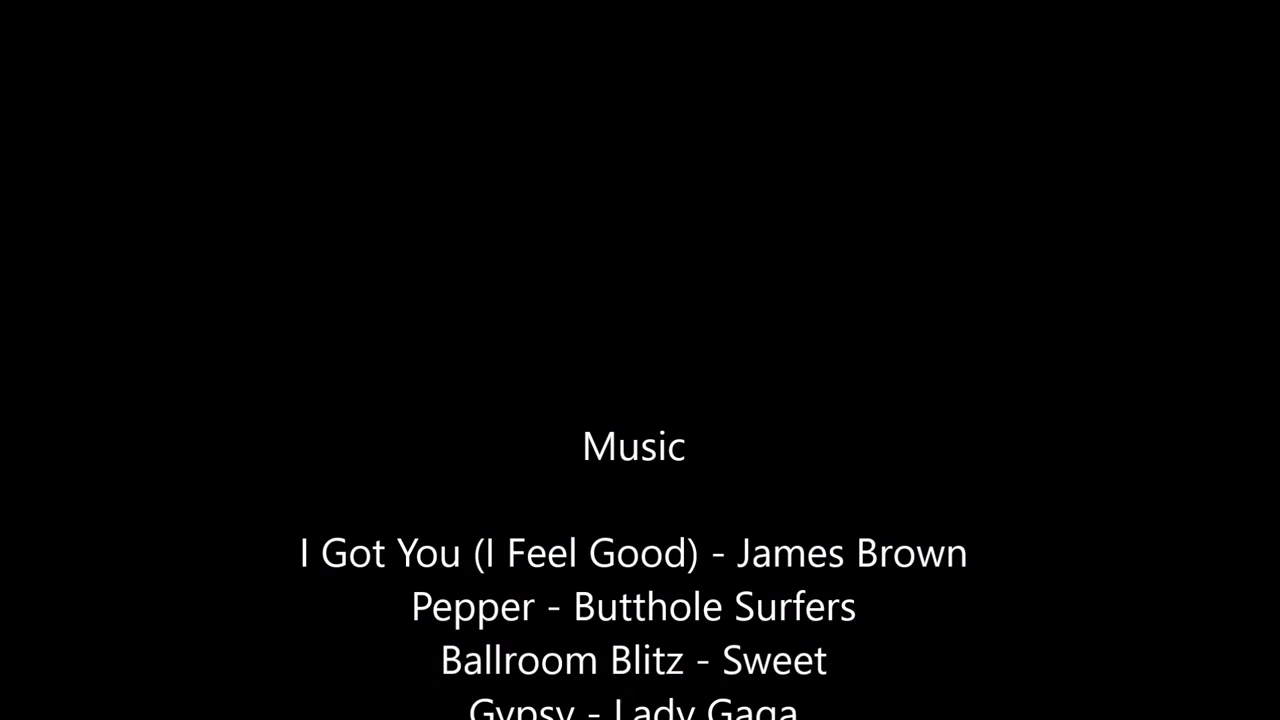 Music
I Got You (I Feel Good) - James Brown
Pepper - Butthole Surfers
Ballroom Blitz - Sweet
Gypsy - Lady Gaga